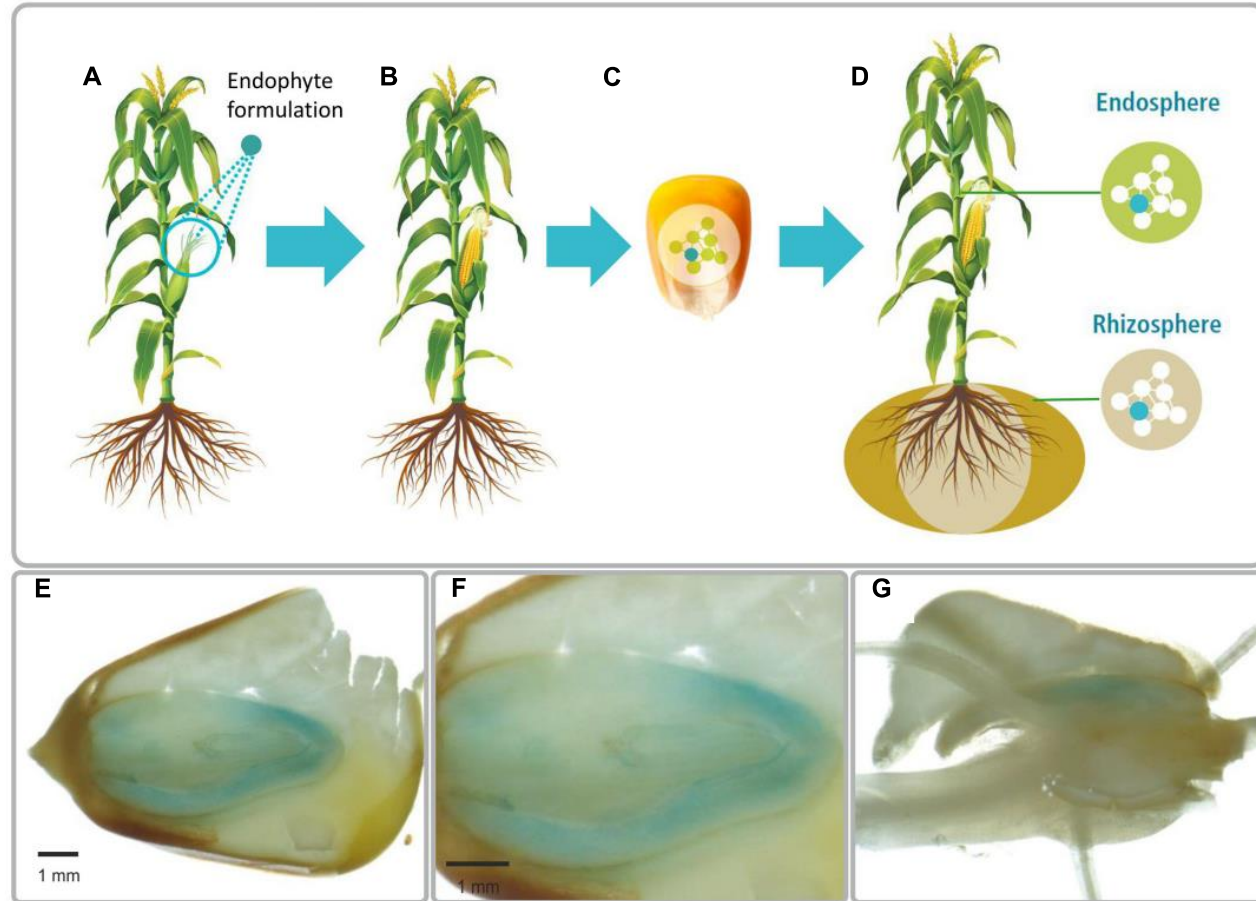 A
Endophyte
formulation
B
C
D
Endosphere
Rhizosphere
E
1 mm
F
1 mm
G